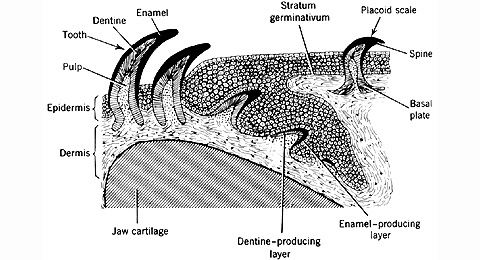 Stratum
germinativum
Placoid scale
Enamel
Dentine
Tooth
Spine
Pulp
Epidermis
Basal
plate
Dermis
Jaw cartilage
Enamel-producing
layer
Dentine-producing
layer